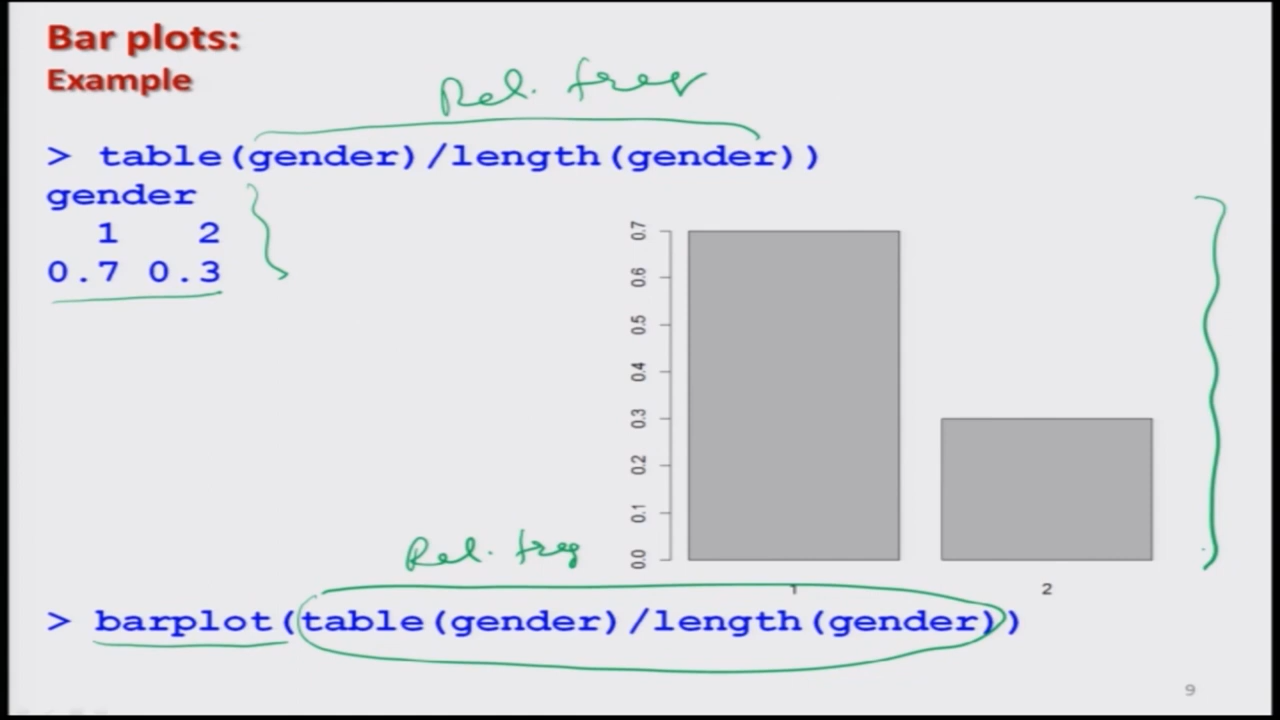 Bar plots:
Example
Rel. freq
> table(gender)/length(gender))
gender
1 2
0.7 0.3
0.7
0.6
0.5
0.4
0.3
0.2
0.1
0.0
1 2
Rel. freq
> barplot(table(gender)/length(gender))
9